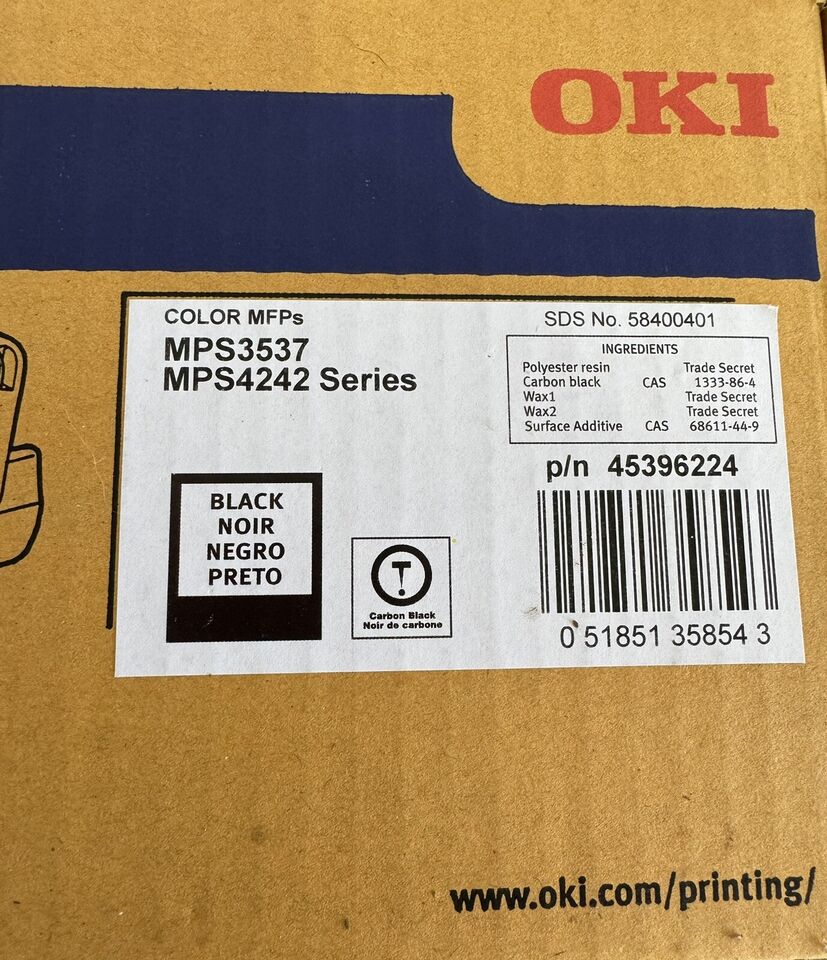 OKI
COLOR MFPs
MPS3537
MPS4242 Series
SDS No. 58400401
INGREDIENTS
Polyester resin Trade Secret
Carbon black CAS 1333-86-4
Wax1 Trade Secret
Wax2 Trade Secret
Surface Additive CAS 68611-44-9
p/n 45396224
BLACK
NOIR
NEGRO
PRETO
T
Carbon Black
Noir de carbone
0 51851 35854 3
www.oki.com/printing/